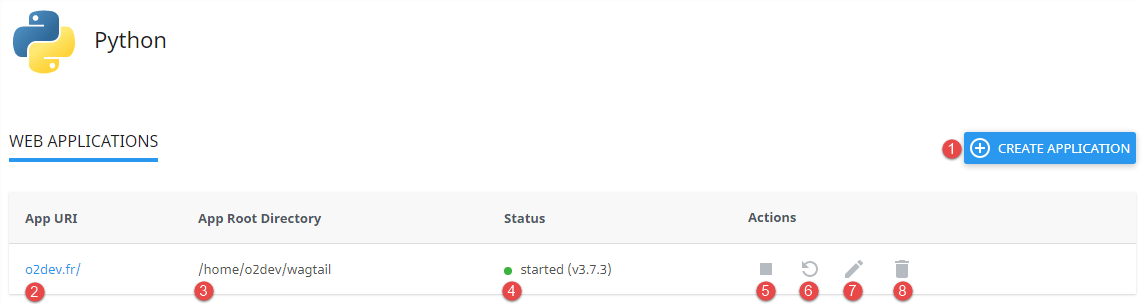 Python
WEB APPLICATIONS
1 CREATE APPLICATION
App URI App Root Directory Status Actions
o2dev.fr/ /home/o2dev/wagtail started (v3.7.3)
2 3 4 5 6 7 8